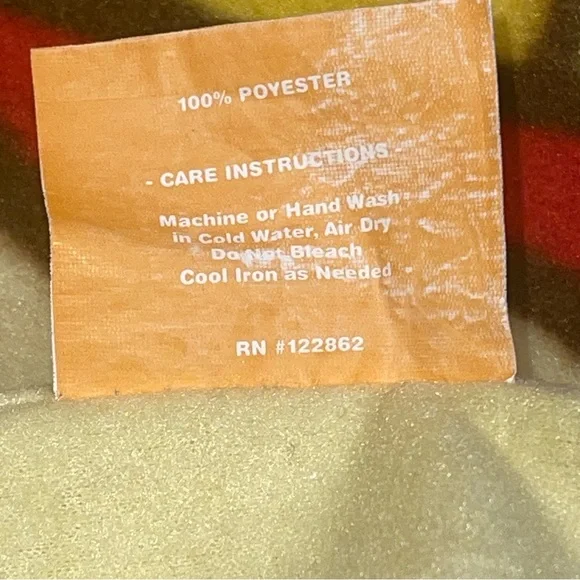 100% POYESTER
- CARE INSTRUCTIONS -
Machine or Hand Wash
in Cold Water, Air Dry
Do Not Bleach
Cool Iron as Needed
RN #122862